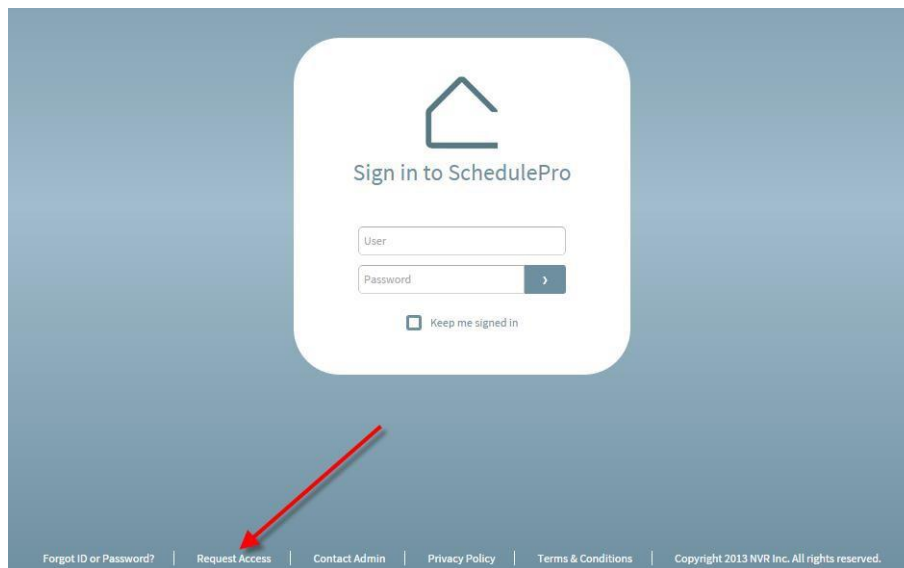 Sign in to SchedulePro
User
Password
Keep me signed in
Forgot ID or Password? | Request Access | Contact Admin | Privacy Policy | Terms & Conditions | Copyright 2013 NVR Inc. All rights reserved.